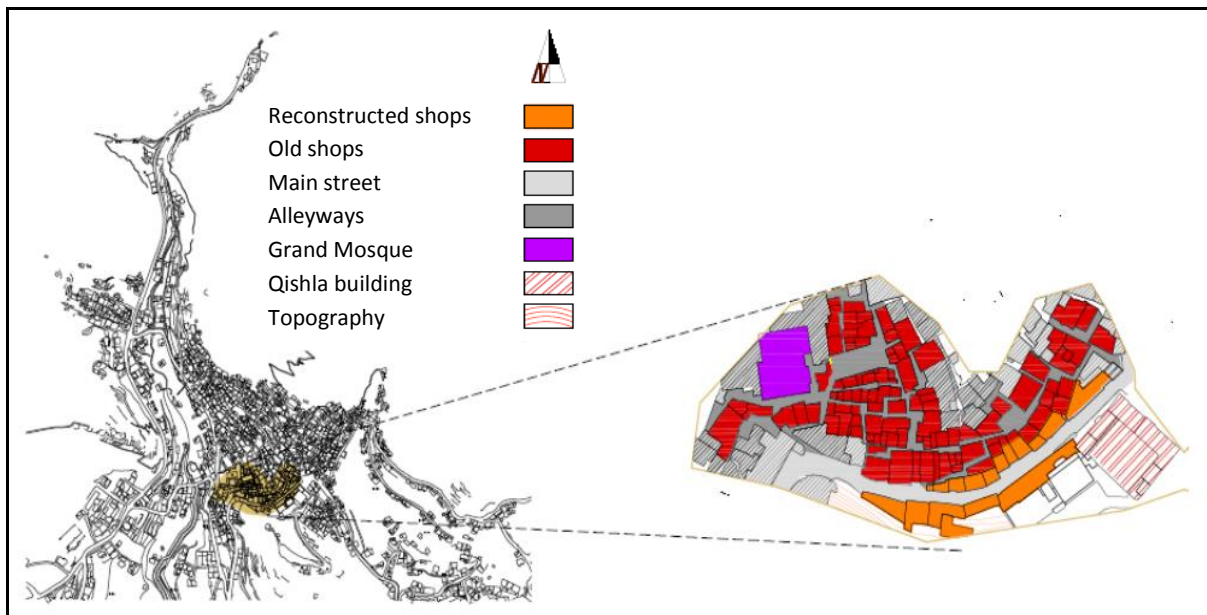 N
Reconstructed shops
Old shops
Main street
Alleyways
Grand Mosque
Qishla building
Topography